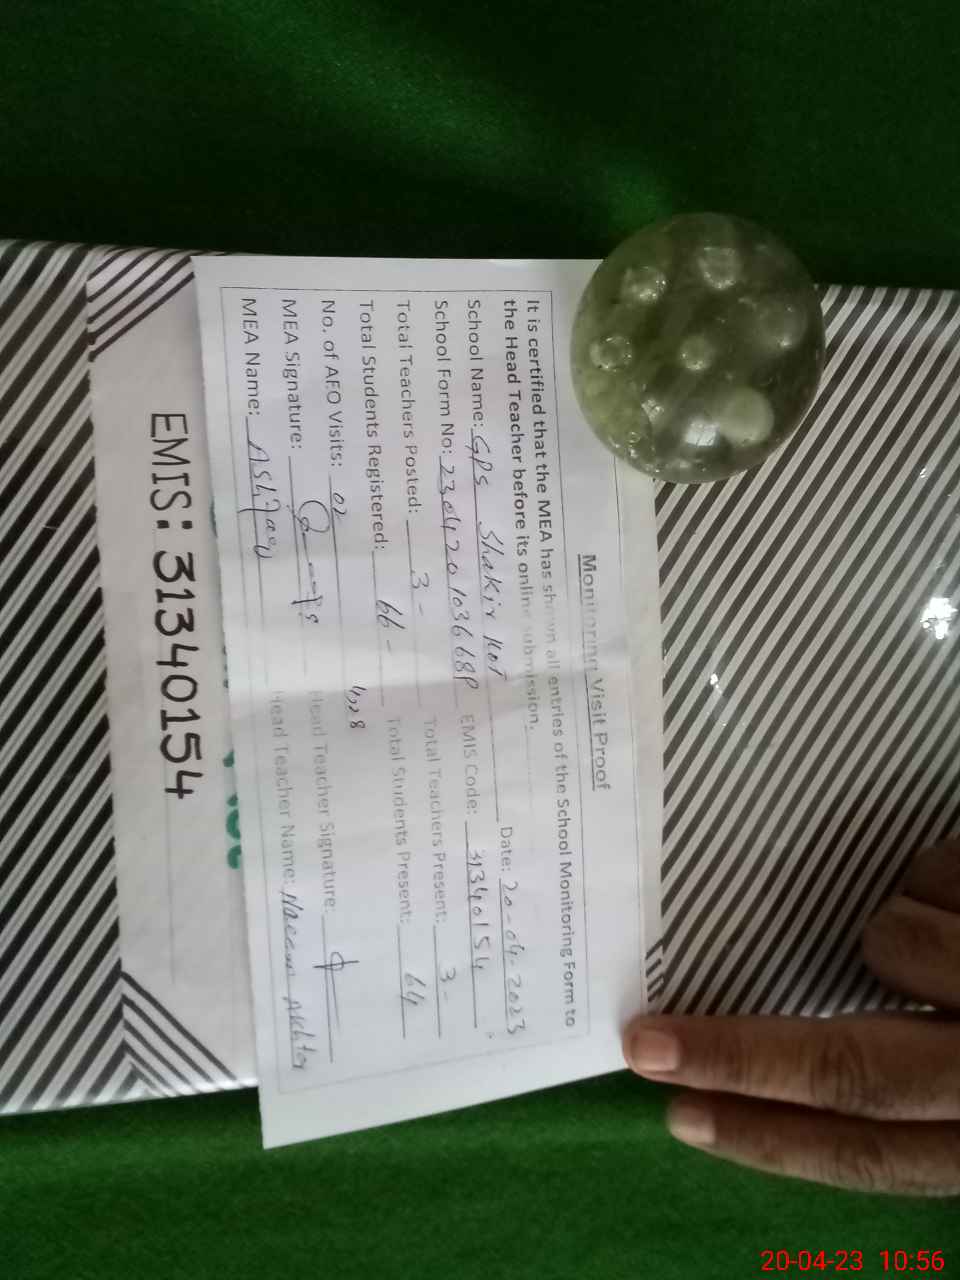 Monitoring Visit Proof
It is certified that the MEA has shown all entries of the School Monitoring Form to
the Head Teacher before its online submission.
School Name: GPS Shakir Kot Date: 20-04-2023
School Form No: 230420103668P EMIS Code: 31340154
Total Teachers Posted: 3- Total Teachers Present: 3-
Total Students Registered: 66- Total Students Present: 64
No. of AEO Visits: 02
MEA Signature: Head Teacher Signature:
MEA Name: Ashfaq Head Teacher Name: Naeem Akhter
EMIS: 31340154
20-04-23 10:56